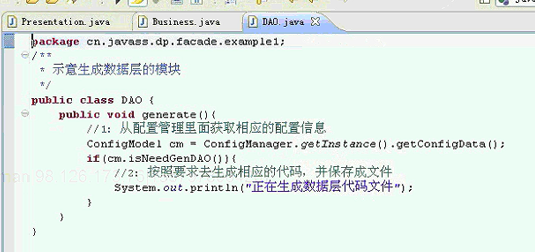 Presentation.java
Business.java
DAO.java
package cn.javass.dp.facade.example1;
/**
* 示意生成数据层的模块
*/
public class DAO {
public void generate(){
//1: 从配置管理里面获取相应的配置信息
ConfigModel cm = ConfigManager.getInstance().getConfigData();
if(cm.isNeedGenDAO()){
//2: 按照要求去生成相应的代码,并保存成文件
System.out.println("正在生成数据层代码文件");
}
}
}